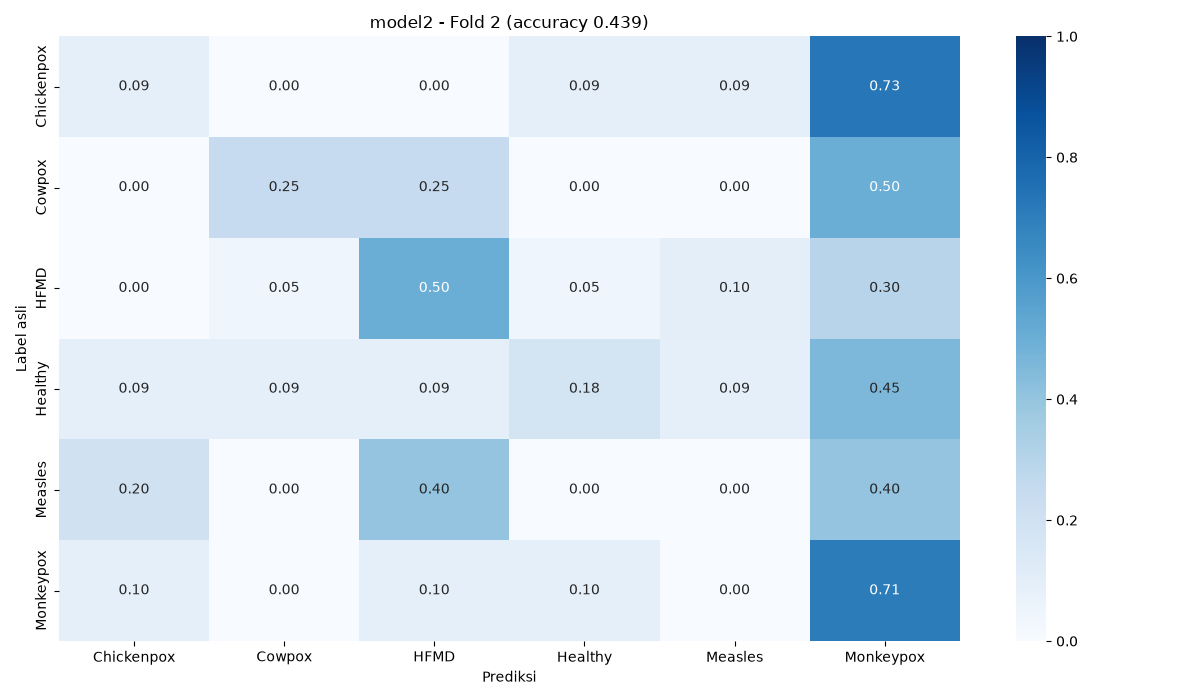 model2 - Fold 2 (accuracy 0.439)
Label asli
Chickenpox 0.09 0.00 0.00 0.09 0.09 0.73
Cowpox 0.00 0.25 0.25 0.00 0.00 0.50
HFMD 0.00 0.05 0.50 0.05 0.10 0.30
Healthy 0.09 0.09 0.09 0.18 0.09 0.45
Measles 0.20 0.00 0.40 0.00 0.00 0.40
Monkeypox 0.10 0.00 0.10 0.10 0.00 0.71
Chickenpox Cowpox HFMD Healthy Measles Monkeypox
Prediksi
1.0
0.8
0.6
0.4
0.2
0.0